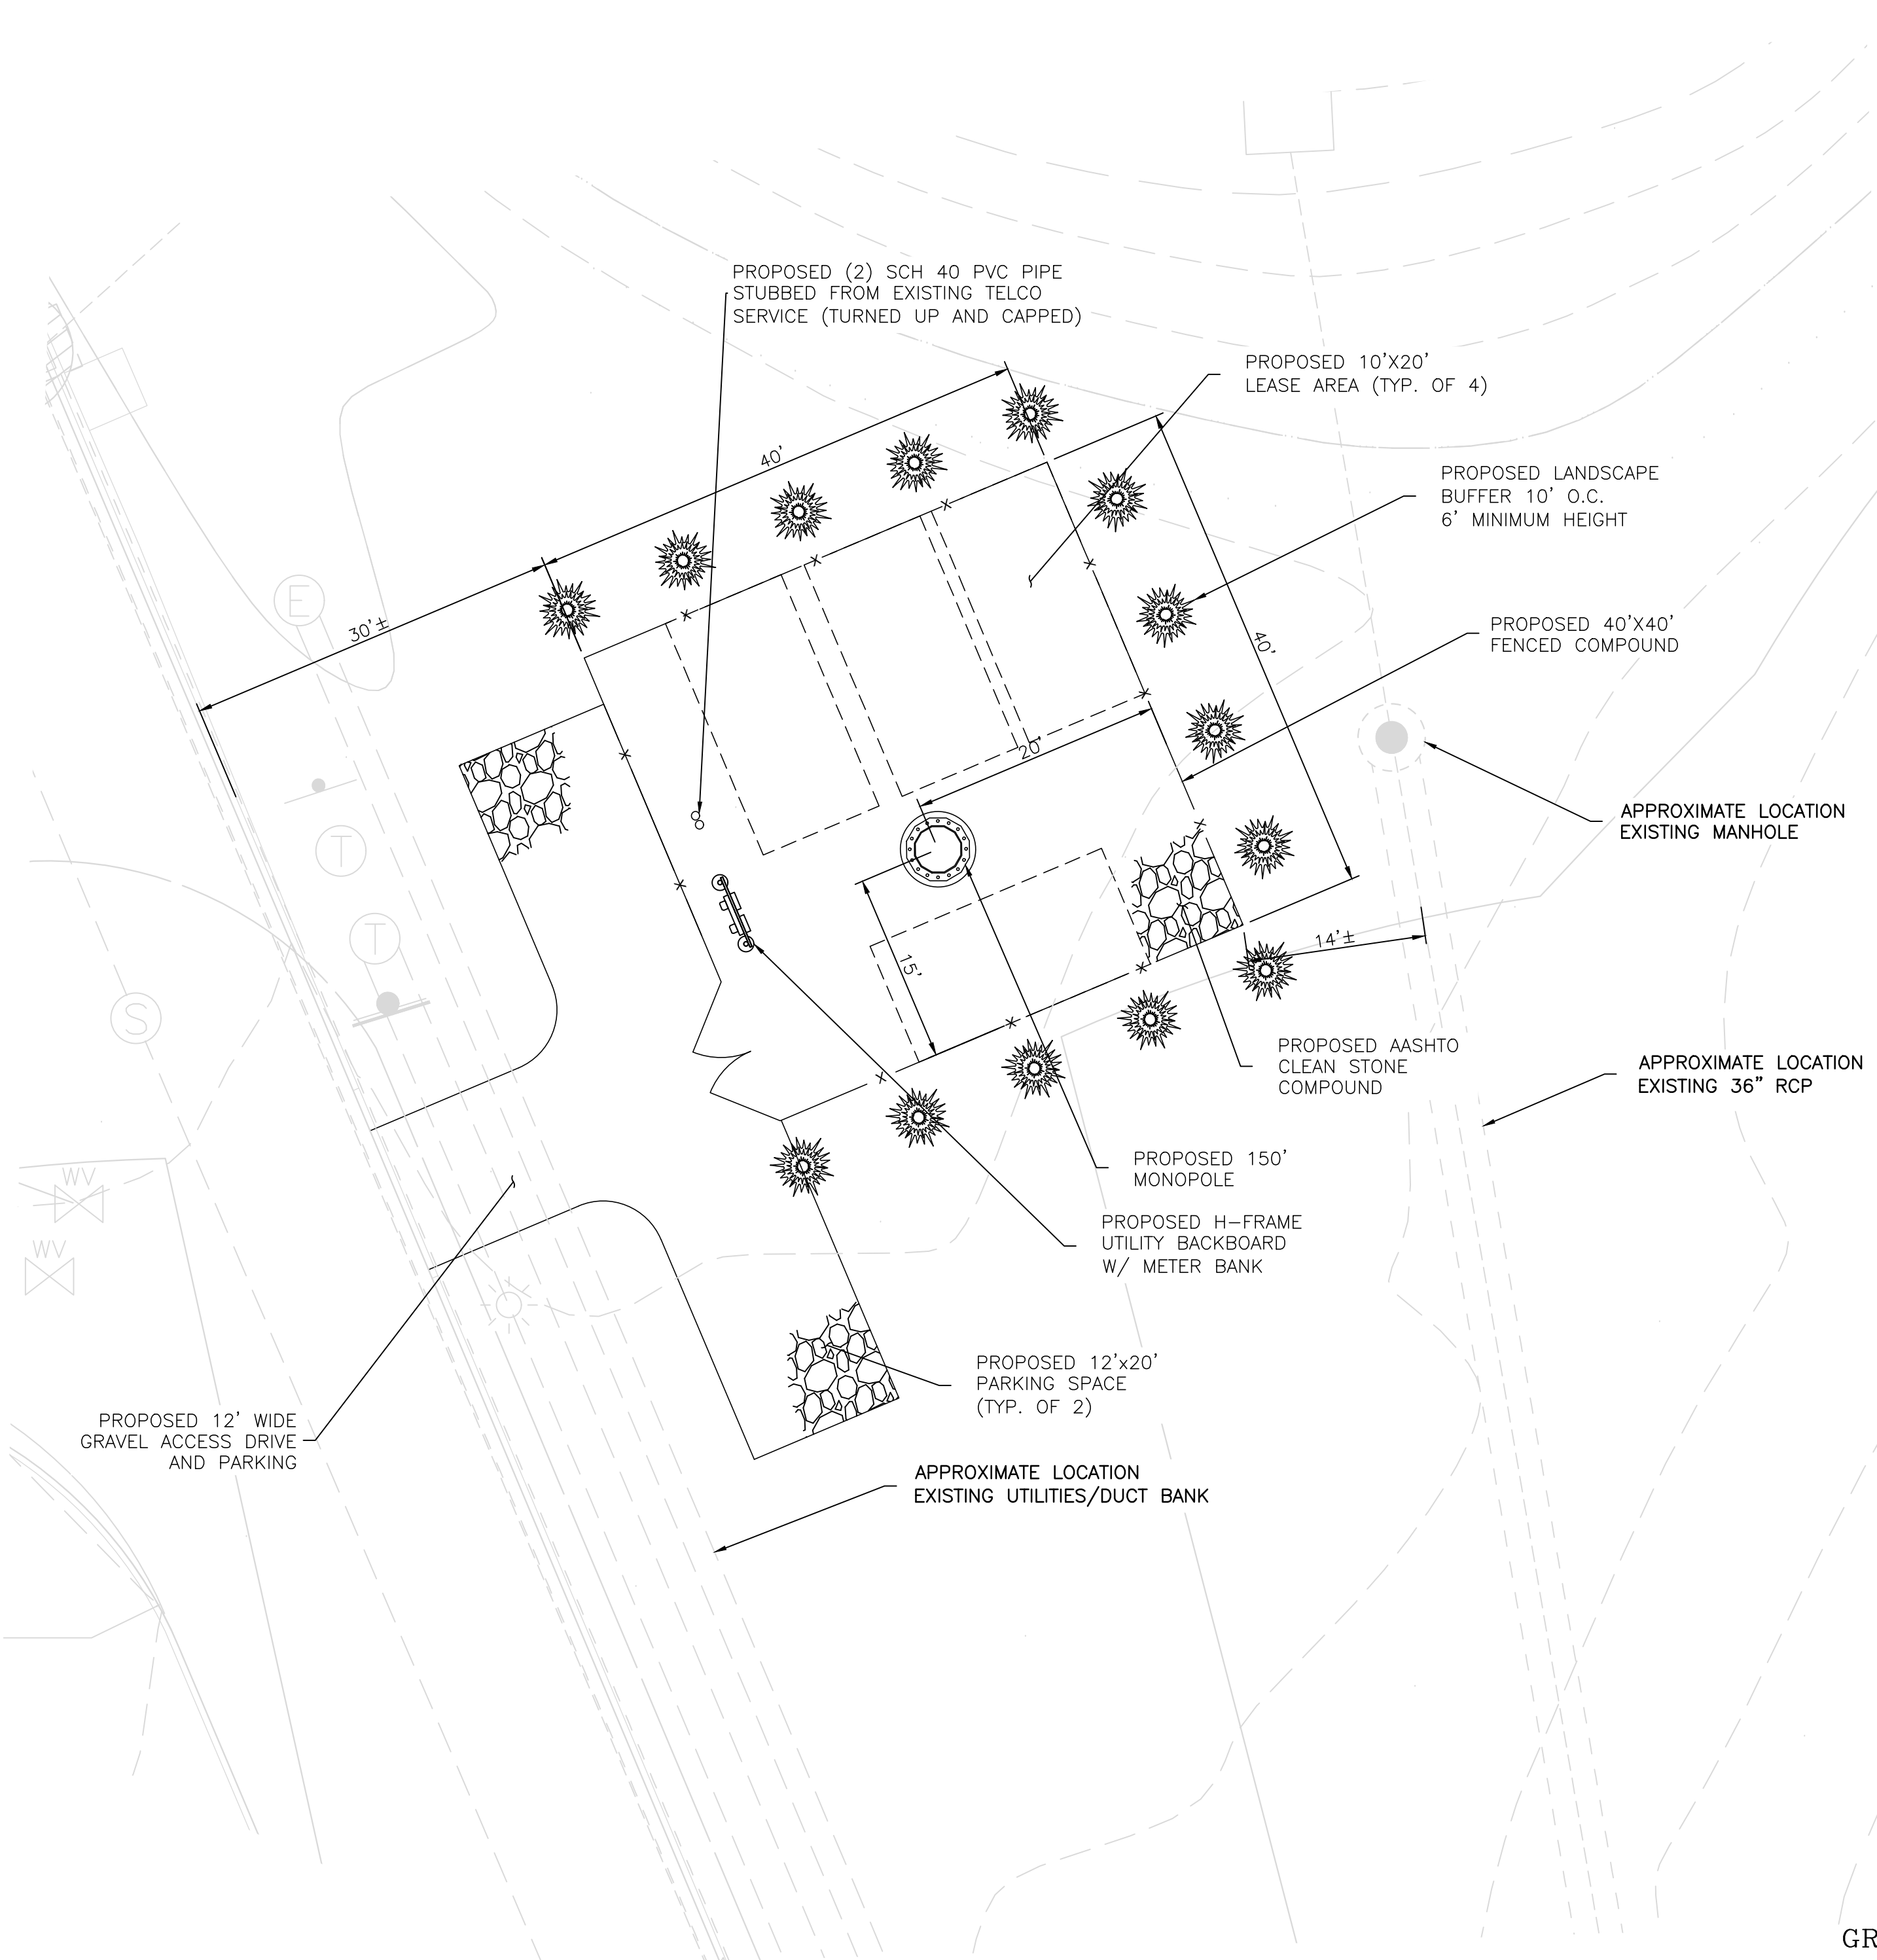 PROPOSED (2) SCH 40 PVC PIPE
STUBBED FROM EXISTING TELCO
SERVICE (TURNED UP AND CAPPED)
PROPOSED 10'X20'
LEASE AREA (TYP. OF 4)
40'
PROPOSED LANDSCAPE
BUFFER 10' O.C.
6' MINIMUM HEIGHT
E
30'±
40'
PROPOSED 40'X40'
FENCED COMPOUND
20'
APPROXIMATE LOCATION
EXISTING MANHOLE
T
T
14'±
15'
S
PROPOSED AASHTO
CLEAN STONE
COMPOUND
APPROXIMATE LOCATION
EXISTING 36" RCP
PROPOSED 150'
MONOPOLE
WV
PROPOSED H-FRAME
UTILITY BACKBOARD
W/ METER BANK
WV
PROPOSED 12'x20'
PARKING SPACE
(TYP. OF 2)
PROPOSED 12' WIDE
GRAVEL ACCESS DRIVE
AND PARKING
APPROXIMATE LOCATION
EXISTING UTILITIES/DUCT BANK
GR